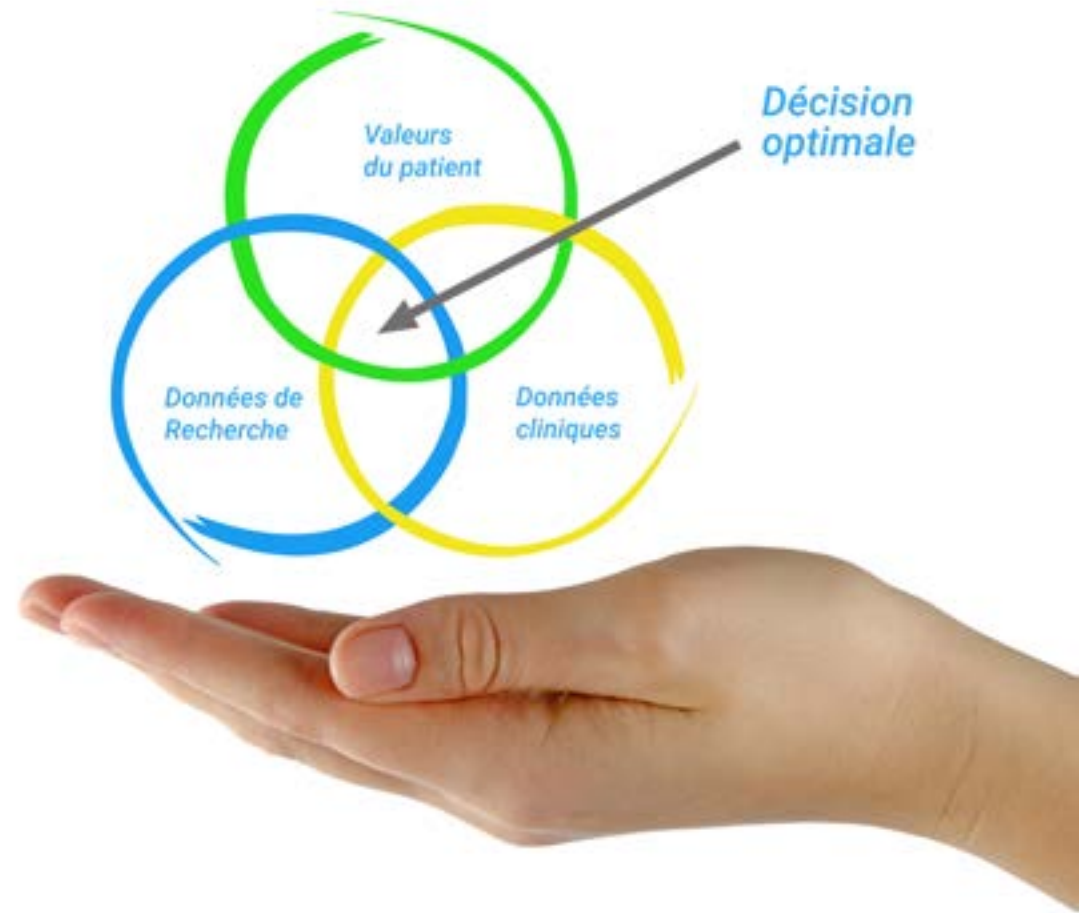 Valeurs
du patient
Décision
optimale
Données de
Recherche
Données
cliniques